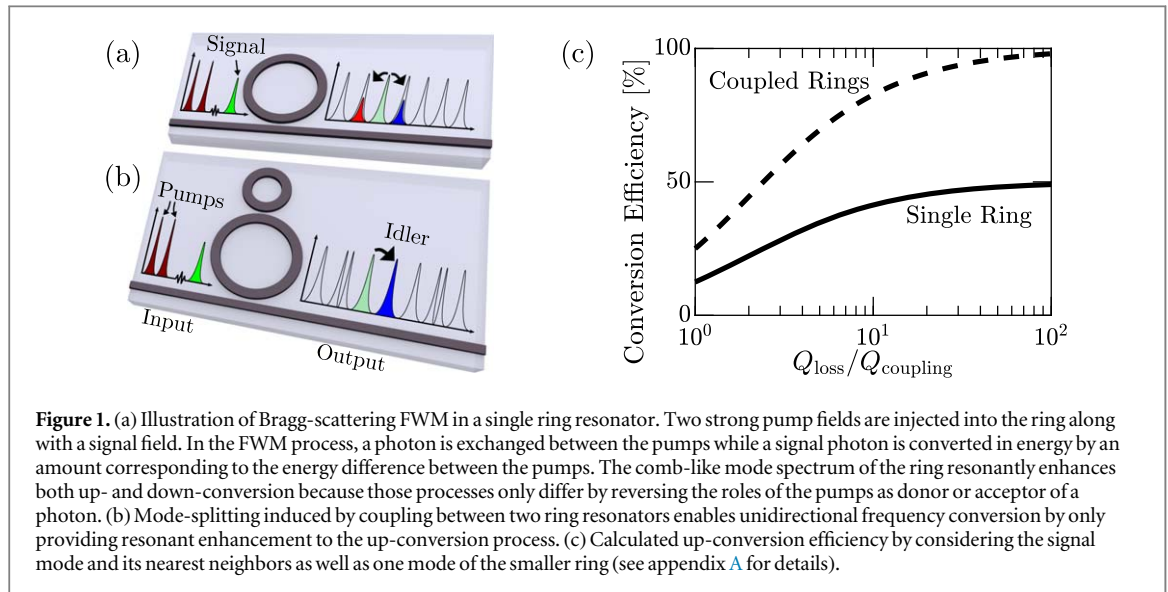 (a)
Signal
(b)
Pumps
Idler
Input
Output
(c)
Conversion Efficiency [%]
100
50
0
Coupled Rings
Single Ring
10⁰ 10¹ 10²
Q_loss/Q_coupling
Figure 1. (a) Illustration of Bragg-scattering FWM in a single ring resonator. Two strong pump fields are injected into the ring along
with a signal field. In the FWM process, a photon is exchanged between the pumps while a signal photon is converted in energy by an
amount corresponding to the energy difference between the pumps. The comb-like mode spectrum of the ring resonantly enhances
both up- and down-conversion because those processes only differ by reversing the roles of the pumps as donor or acceptor of a
photon. (b) Mode-splitting induced by coupling between two ring resonators enables unidirectional frequency conversion by only
providing resonant enhancement to the up-conversion process. (c) Calculated up-conversion efficiency by considering the signal
mode and its nearest neighbors as well as one mode of the smaller ring (see appendix A for details).